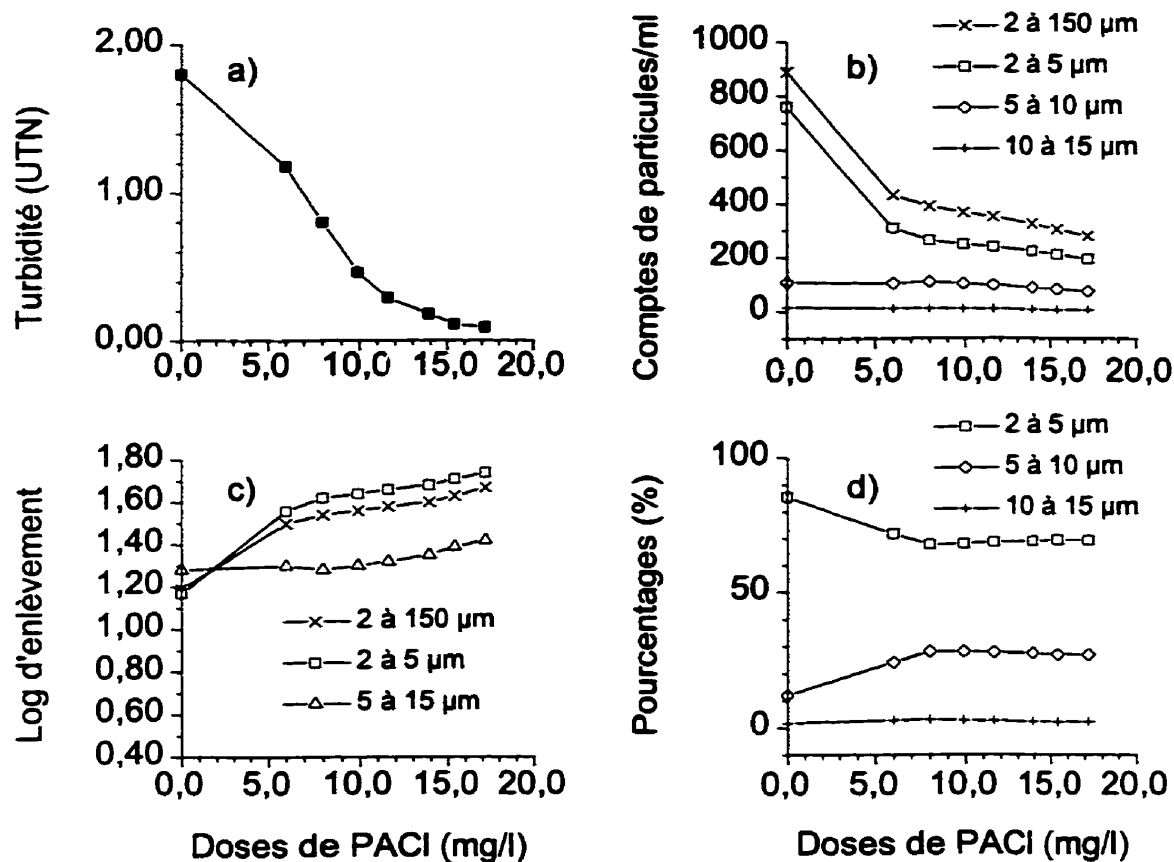 a)
Turbidité (UTN)
2,00
1,00
0,00
0,0 5,0 10,0 15,0 20,0
b)
2 à 150 µm
2 à 5 µm
5 à 10 µm
10 à 15 µm
Comptes de particules/ml
1000
800
600
400
200
0
0,0 5,0 10,0 15,0 20,0
c)
Log d'enlèvement
1,80
1,60
1,40
1,20
1,00
0,80
0,60
0,40
2 à 150 µm
2 à 5 µm
5 à 15 µm
0,0 5,0 10,0 15,0 20,0
Doses de PACl (mg/l)
d)
2 à 5 µm
5 à 10 µm
10 à 15 µm
Pourcentages (%)
100
50
0
0,0 5,0 10,0 15,0 20,0
Doses de PACl (mg/l)